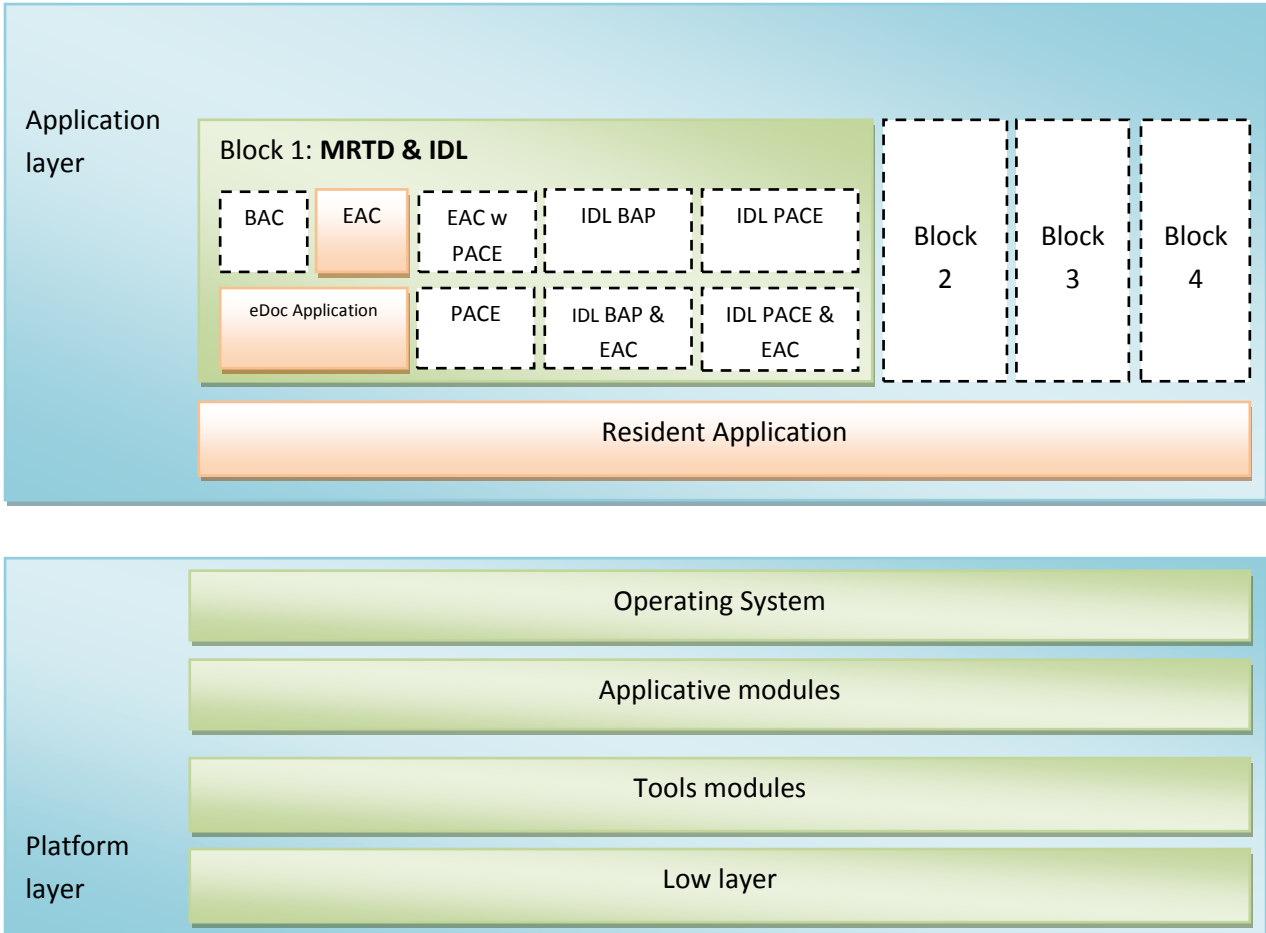 Application
layer
Block 1: MRTD & IDL
BAC
EAC
EAC w
PACE
IDL BAP
IDL PACE
eDoc Application
PACE
IDL BAP &
EAC
IDL PACE &
EAC
Block
2
Block
3
Block
4
Resident Application
Operating System
Applicative modules
Tools modules
Low layer
Platform
layer